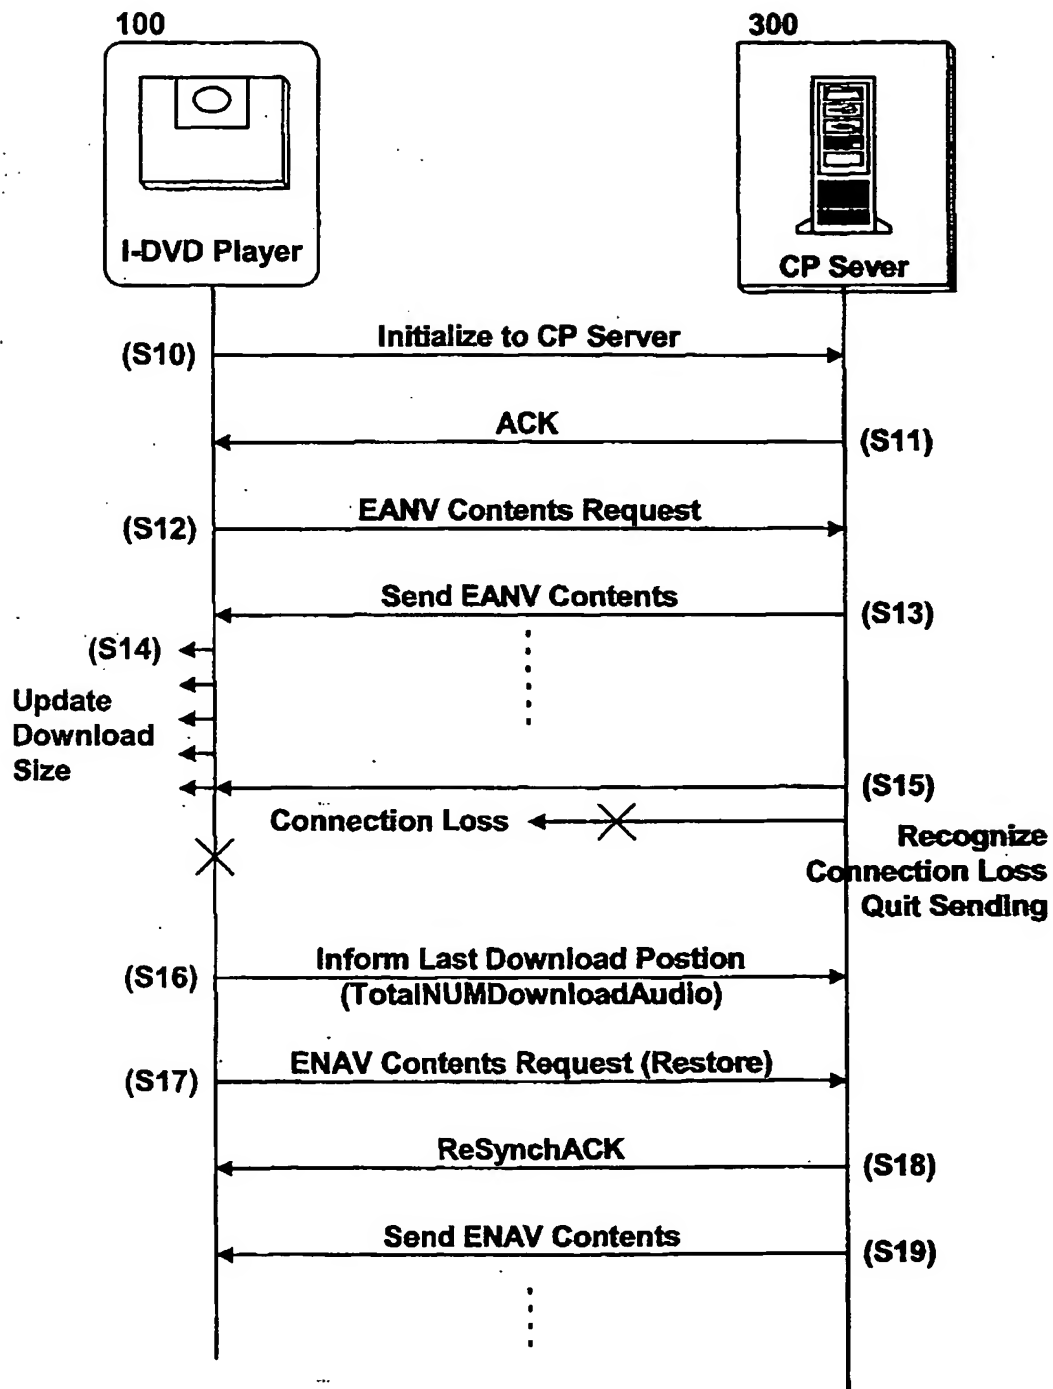 100
300
I-DVD Player
CP Sever
Initialize to CP Server
(S10)
ACK
(S11)
EANV Contents Request
(S12)
Send EANV Contents
(S13)
(S14)
Update
Download
Size
(S15)
Connection Loss
Recognize
Connection Loss
Quit Sending
Inform Last Download Postion
(S16)
(TotalNUMDownloadAudio)
ENAV Contents Request (Restore)
(S17)
ReSynchACK
(S18)
Send ENAV Contents
(S19)